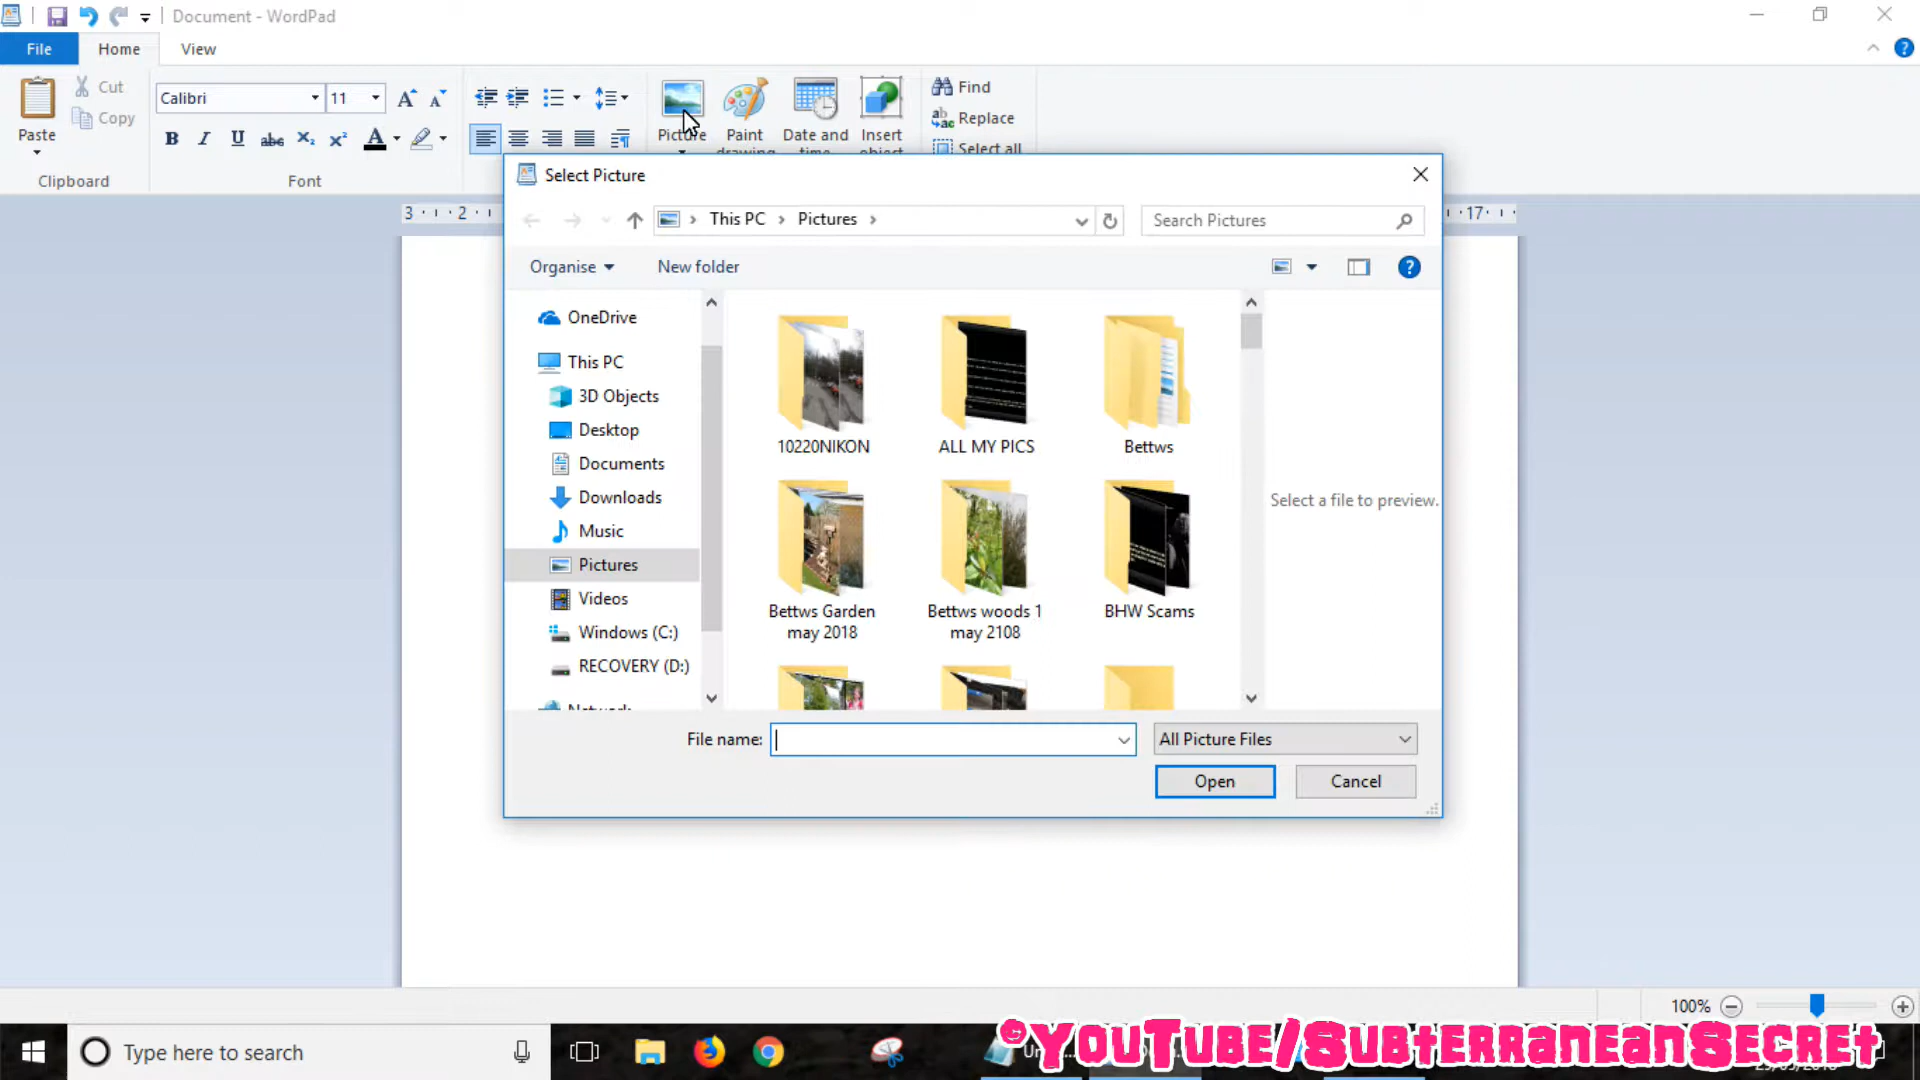 Document - WordPad
File Home View
Paste
Cut
Copy
Clipboard
Calibri 11
Font
Picture
Paint
Date and
Insert
object
Find
Replace
Select all
3 2 17
Select Picture
This PC Pictures
Search Pictures
Organise New folder
OneDrive
This PC
3D Objects
Desktop
Documents
Downloads
Music
Pictures
Videos
Windows (C:)
RECOVERY (D:)
Network
10220NIKON
ALL MY PICS
Bettws
Bettws Garden
may 2018
Bettws woods 1
may 2108
BHW Scams
Select a file to preview.
File name:
All Picture Files
Open Cancel
100%
Type here to search
©YouTube/SubterraneanSecret